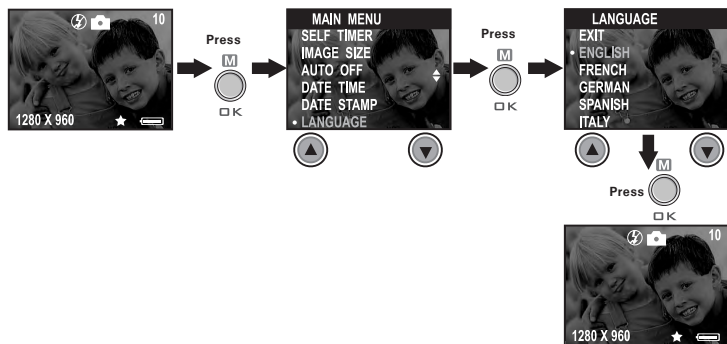 10
1280 X 960
Press
M
OK
MAIN MENU
SELF TIMER
IMAGE SIZE
AUTO OFF
DATE TIME
DATE STAMP
• LANGUAGE
Press
M
OK
LANGUAGE
EXIT
• ENGLISH
FRENCH
GERMAN
SPANISH
ITALY
M
Press
OK
10
1280 X 960